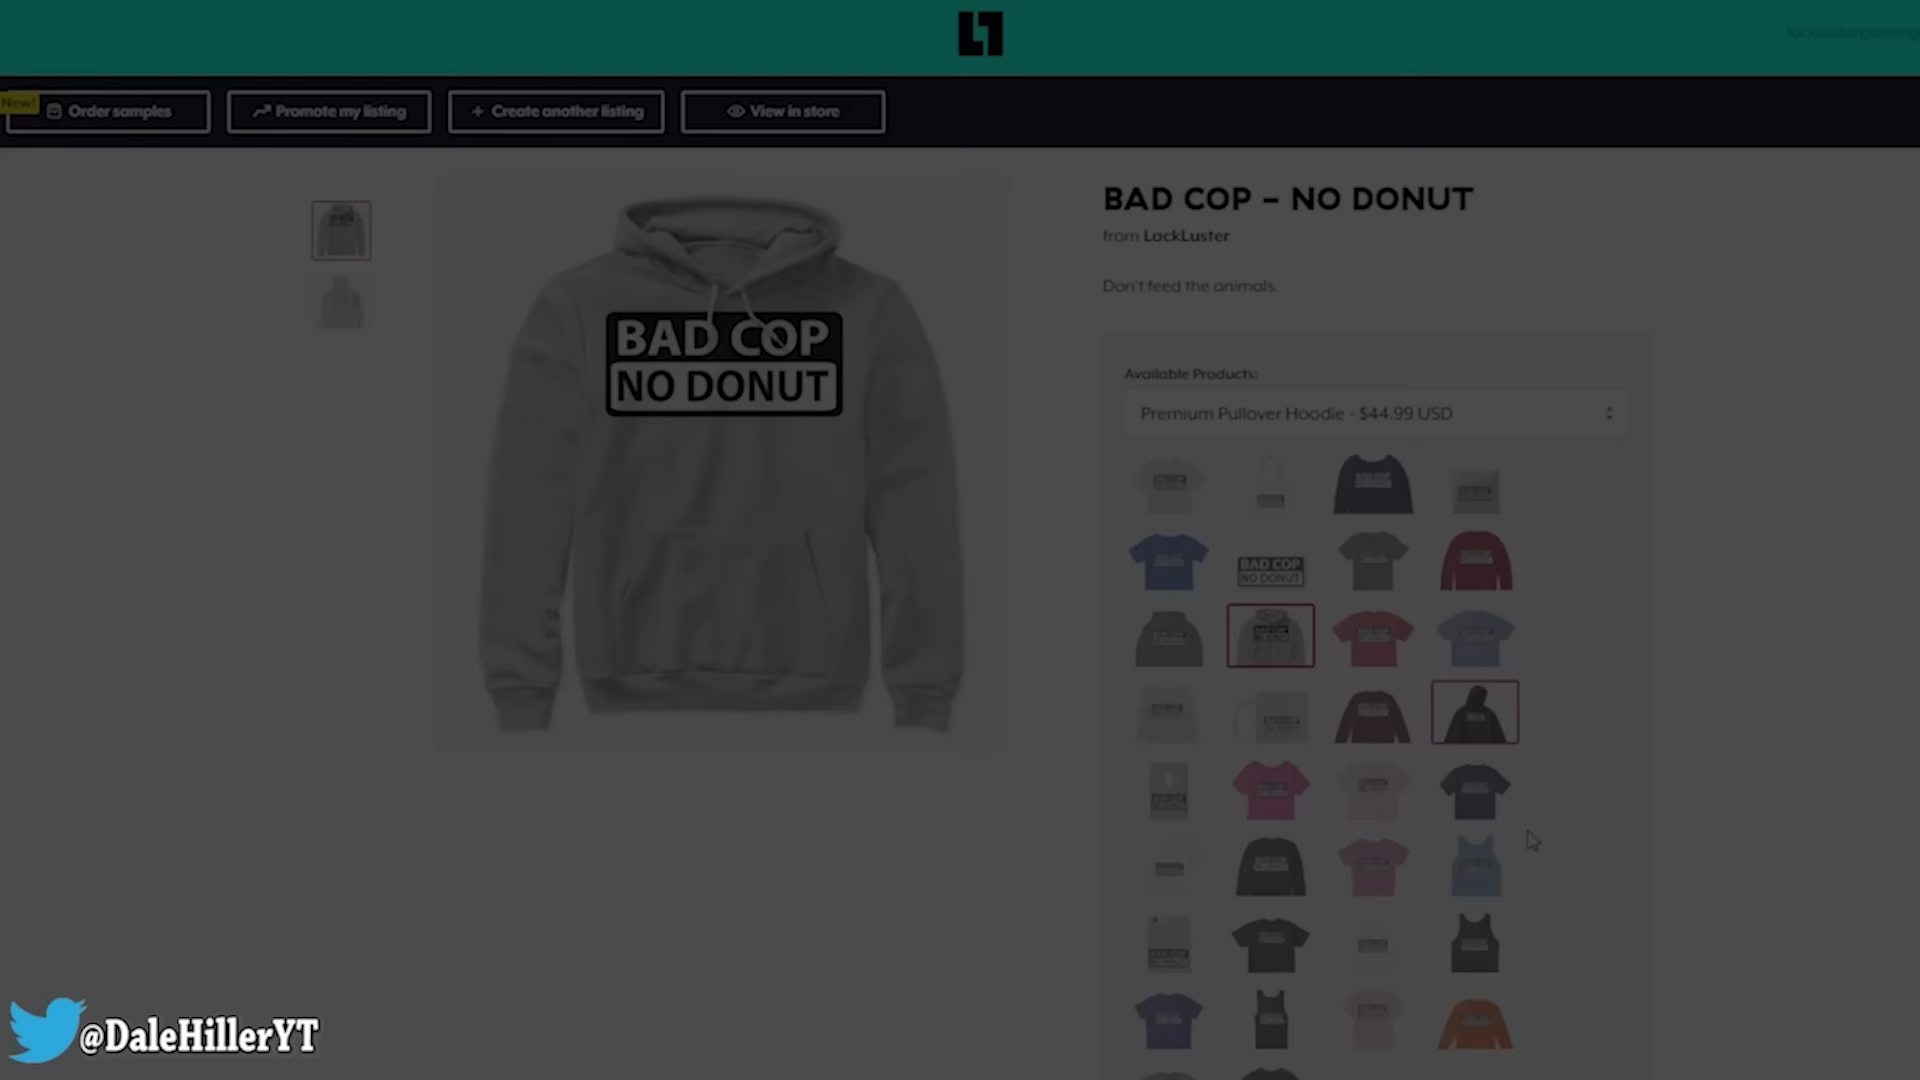 New!
Order samples
Promote my listing
+ Create another listing
View in store
BAD COP – NO DONUT
from LackLuster
Don't feed the animals.
BAD COP
NO DONUT
Available Products:
Premium Pullover Hoodie - $44.99 USD
BAD COP
NO DONUT
@DaleHillerYT